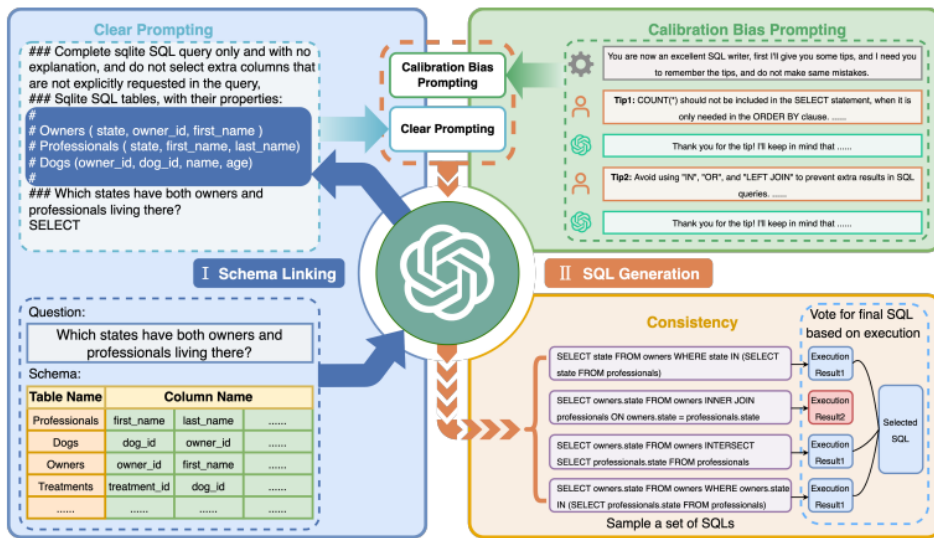 Clear Prompting
### Complete sqlite SQL query only and with no
explanation, and do not select extra columns that
are not explicitly requested in the query,
### Sqlite SQL tables, with their properties:
#
# Owners ( state, owner_id, first_name )
# Professionals ( state, first_name, last_name)
# Dogs (owner_id, dog_id, name, age)
#
### Which states have both owners and
professionals living there?
SELECT
Calibration Bias
Prompting
Clear Prompting
Calibration Bias Prompting
You are now an excellent SQL writer, first I'll give you some tips, and I need you
to remember the tips, and do not make same mistakes.
Tip1: COUNT(*) should not be included in the SELECT statement, when it is
only needed in the ORDER BY clause. ......
Thank you for the tip! I'll keep in mind that ......
Tip2: Avoid using "IN", "OR", and "LEFT JOIN" to prevent extra results in SQL
queries. ......
Thank you for the tip! I'll keep in mind that ......
I Schema Linking
II SQL Generation
Question:
Which states have both owners and
professionals living there?
Schema:
Table Name Column Name
Professionals first_name last_name ......
Dogs dog_id owner_id ......
Owners owner_id first_name ......
Treatments treatment_id dog_id ......
...... ...... ...... ......
Consistency
Vote for final SQL
based on execution
SELECT state FROM owners WHERE state IN (SELECT
state FROM professionals)
Execution
Result1
SELECT owners.state FROM owners INNER JOIN
professionals ON owners.state = professionals.state
Execution
Result2
SELECT owners.state FROM owners INTERSECT
SELECT professionals.state FROM professionals
Execution
Result1
SELECT owners.state FROM owners WHERE owners.state
IN (SELECT professionals.state FROM professionals)
Execution
Result1
Selected
SQL
Sample a set of SQLs